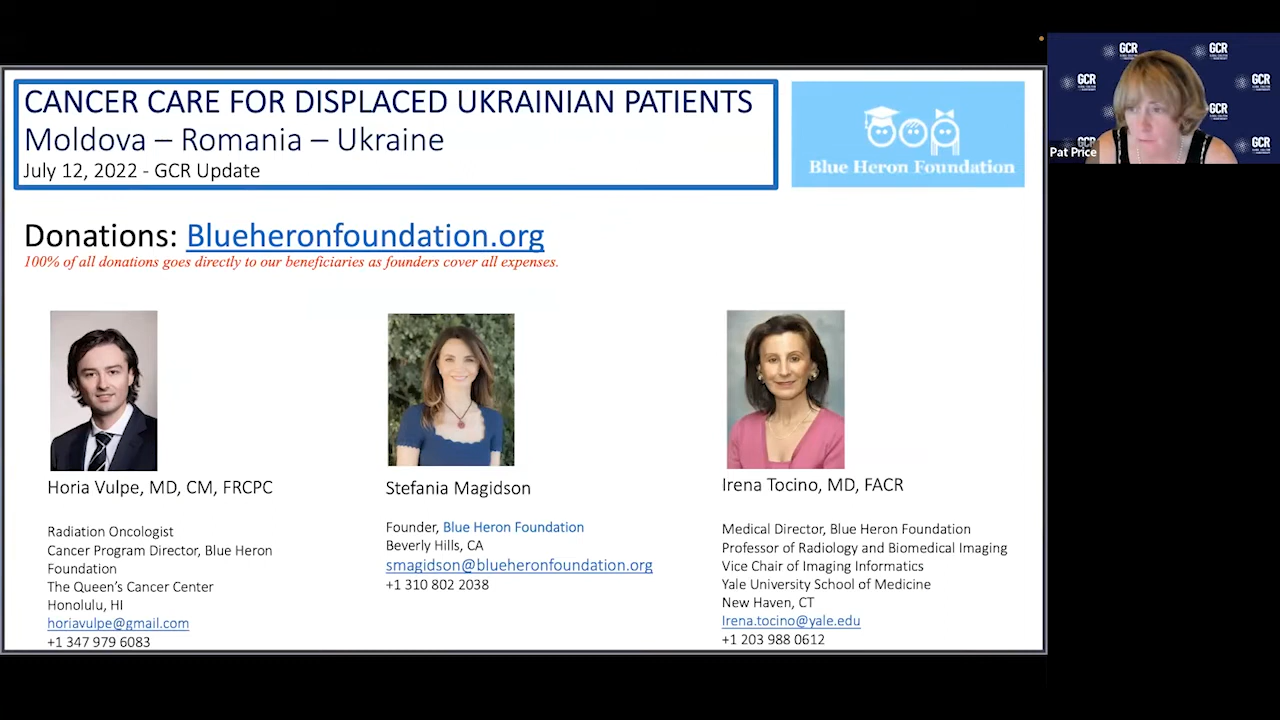 CANCER CARE FOR DISPLACED UKRAINIAN PATIENTS
Moldova – Romania – Ukraine
July 12, 2022 - GCR Update
Blue Heron Foundation
Donations: Blueheronfoundation.org
100% of all donations goes directly to our beneficiaries as founders cover all expenses.
Horia Vulpe, MD, CM, FRCPC
Radiation Oncologist
Cancer Program Director, Blue Heron
Foundation
The Queen's Cancer Center
Honolulu, HI
horiavulpe@gmail.com
+1 347 979 6083
Stefania Magidson
Founder, Blue Heron Foundation
Beverly Hills, CA
smagidson@blueheronfoundation.org
+1 310 802 2038
Irena Tocino, MD, FACR
Medical Director, Blue Heron Foundation
Professor of Radiology and Biomedical Imaging
Vice Chair of Imaging Informatics
Yale University School of Medicine
New Haven, CT
Irena.tocino@yale.edu
+1 203 988 0612
GCR
GCR
GCR
GCR
GCR
GCR
GCR
Pat Price